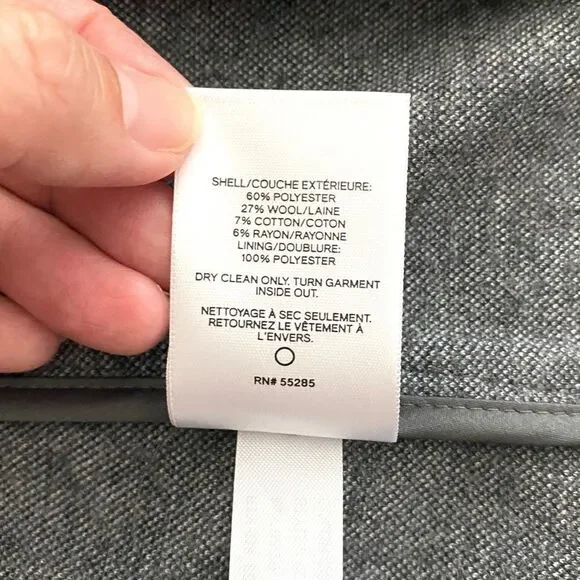 SHELL/COUCHE EXTÉRIEURE:
60% POLYESTER
27% WOOL/LAINE
7% COTTON/COTON
6% RAYON/RAYONNE
LINING/DOUBLURE:
100% POLYESTER
DRY CLEAN ONLY. TURN GARMENT
INSIDE OUT.
NETTOYAGE À SEC SEULEMENT.
RETOURNEZ LE VÊTEMENT À
L'ENVERS.
RN# 55285